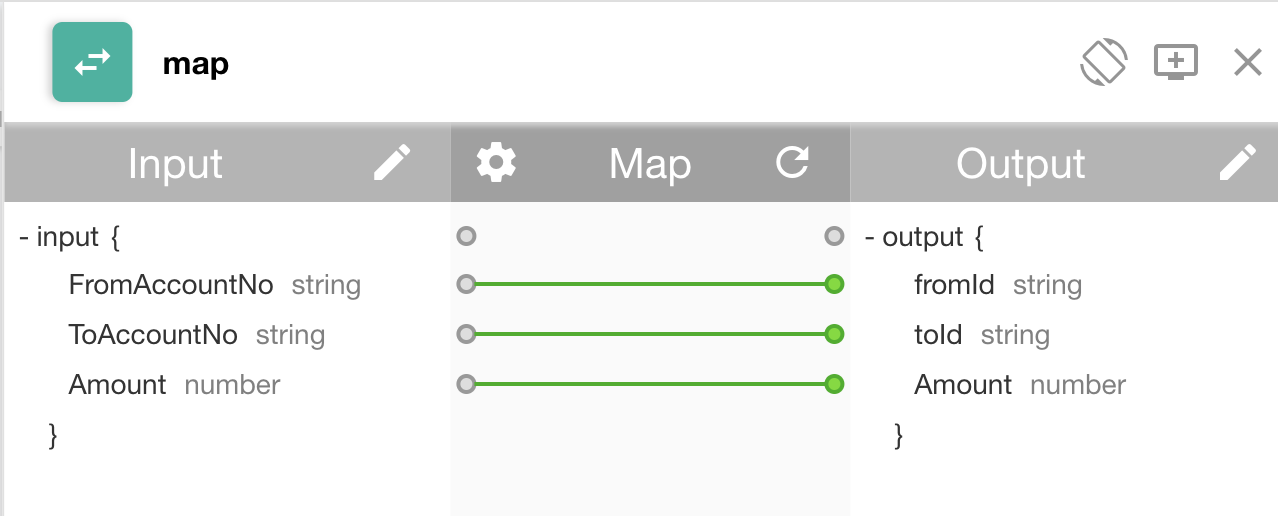 map
Input Map Output
- input { - output {
FromAccountNo string fromId string
ToAccountNo string toId string
Amount number Amount number
} }